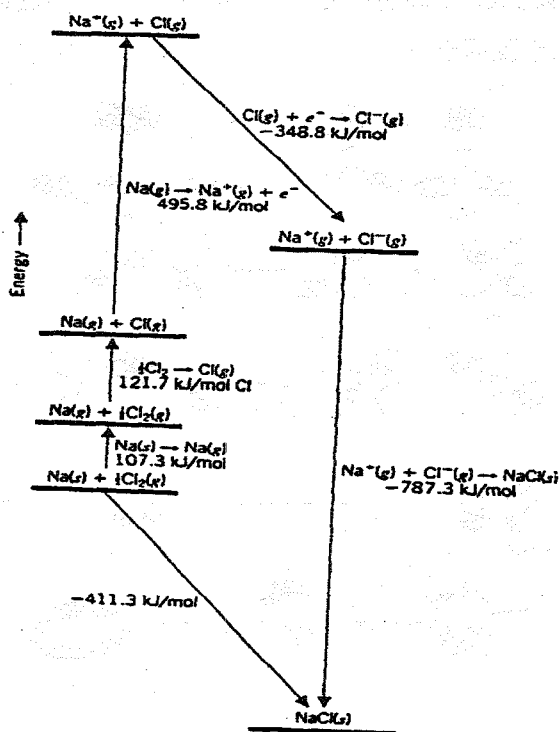 Na⁺(g) + Cl(g)
Cl(g) + e⁻ → Cl⁻(g)
−348.8 kJ/mol
Na(g) → Na⁺(g) + e⁻
495.8 kJ/mol
Na⁺(g) + Cl⁻(g)
Energy →
Na(g) + Cl(g)
½Cl₂ → Cl(g)
121.7 kJ/mol Cl
Na(g) + ½Cl₂(g)
Na(s) → Na(g)
107.3 kJ/mol
Na(s) + ½Cl₂(g)
Na⁺(g) + Cl⁻(g) → NaCl(s)
−787.3 kJ/mol
−411.3 kJ/mol
NaCl(s)